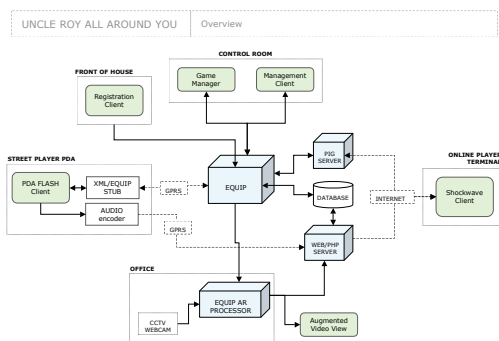 UNCLE ROY ALL AROUND YOU
Overview
CONTROL ROOM
Game
Manager
Management
Client
FRONT OF HOUSE
Registration
Client
STREET PLAYER PDA
PDA FLASH
Client
XML/EQUIP
STUB
AUDIO
encoder
GPRS
GPRS
EQUIP
PIG
SERVER
DATABASE
WEB/PHP
SERVER
INTERNET
ONLINE PLAYER
TERMINAL
Shockwave
Client
OFFICE
EQUIP AR
PROCESSOR
CCTV
WEBCAM
Augmented
Video View